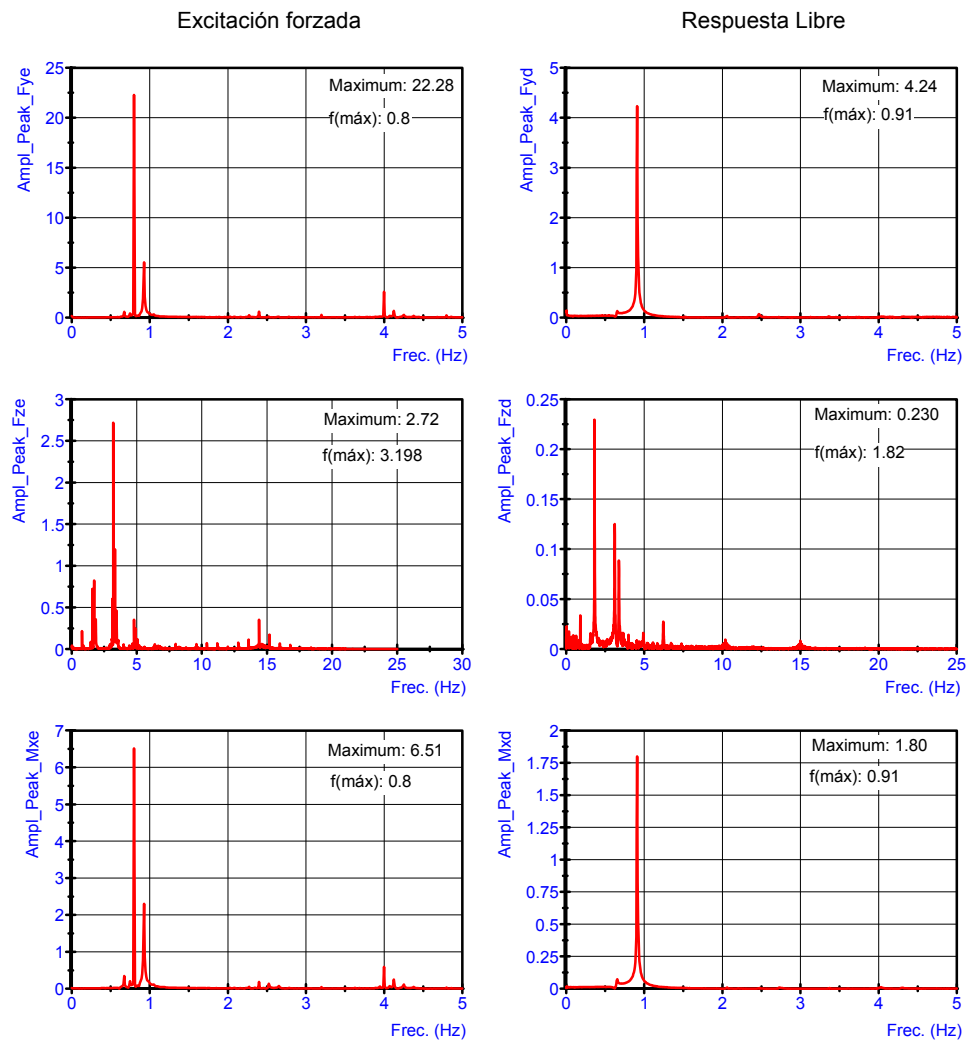 Excitación forzada
Respuesta Libre
Ampl_Peak_Fye
25
20
15
10
5
0
Maximum: 22.28
f(máx): 0.8
0 1 2 3 4 5
Frec. (Hz)
Ampl_Peak_Fyd
5
4
3
2
1
0
Maximum: 4.24
f(máx): 0.91
0 1 2 3 4 5
Frec. (Hz)
Ampl_Peak_Fze
3
2.5
2
1.5
1
0.5
0
Maximum: 2.72
f(máx): 3.198
0 5 10 15 20 25 30
Frec. (Hz)
Ampl_Peak_Fzd
0.25
0.2
0.15
0.1
0.05
0
Maximum: 0.230
f(máx): 1.82
0 5 10 15 20 25
Frec. (Hz)
Ampl_Peak_Mxe
7
6
5
4
3
2
1
0
Maximum: 6.51
f(máx): 0.8
0 1 2 3 4 5
Frec. (Hz)
Ampl_Peak_Mxd
2
1.75
1.5
1.25
1
0.75
0.5
0.25
0
Maximum: 1.80
f(máx): 0.91
0 1 2 3 4 5
Frec. (Hz)